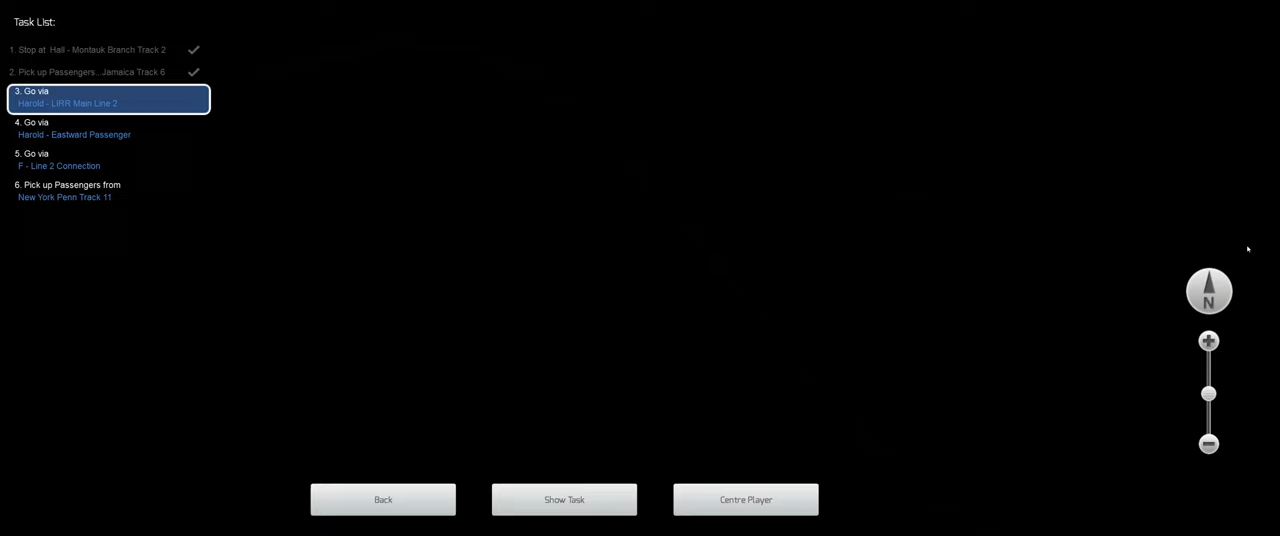 Task List:
1. Stop at Hall - Montauk Branch Track 2
2. Pick up Passengers...Jamaica Track 6
3. Go via
Harold - LIRR Main Line 2
4. Go via
Harold - Eastward Passenger
5. Go via
F - Line 2 Connection
6. Pick up Passengers from
New York Penn Track 11
N
Back
Show Task
Centre Player